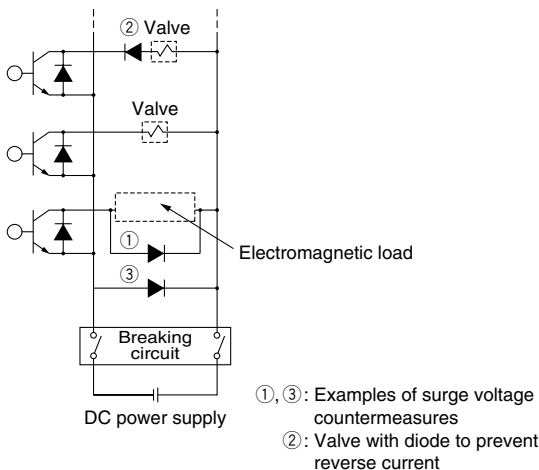 ② Valve
Valve
①
Electromagnetic load
③
Breaking
circuit
DC power supply
①, ③: Examples of surge voltage
countermeasures
②: Valve with diode to prevent
reverse current